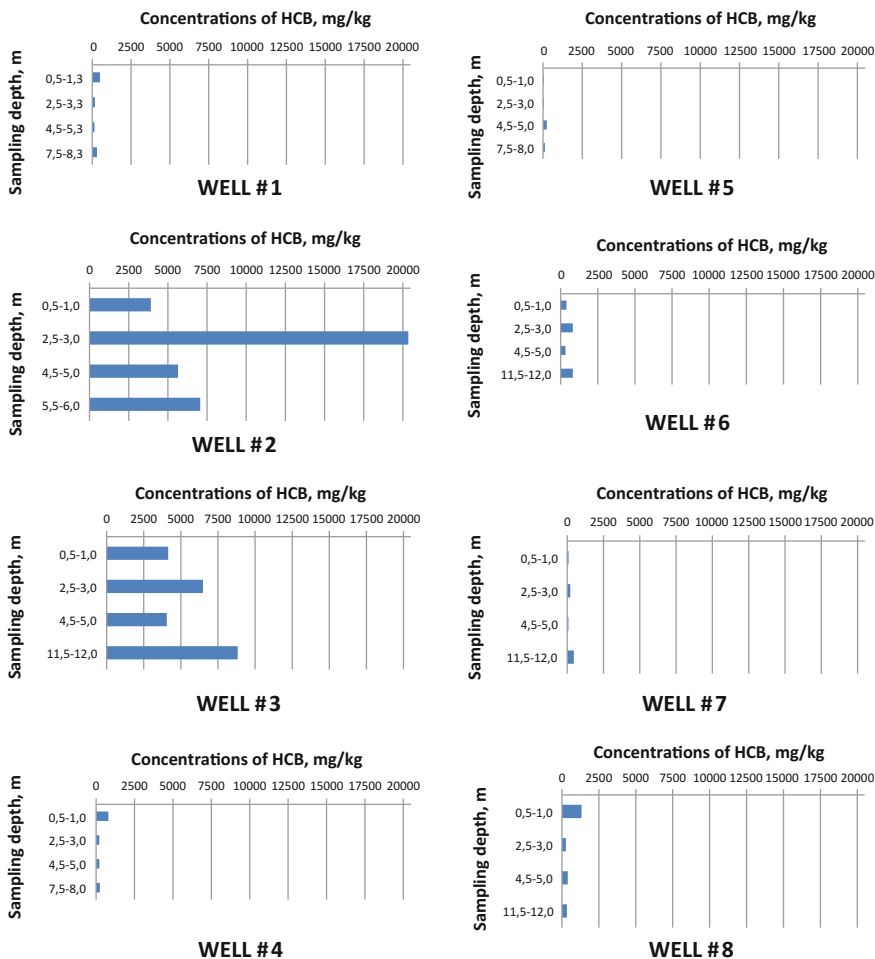 Concentrations of HCB, mg/kg
0 2500 5000 7500 10000 12500 15000 17500 20000
Sampling depth, m
0,5-1,3
2,5-3,3
4,5-5,3
7,5-8,3
WELL #1
Concentrations of HCB, mg/kg
0 2500 5000 7500 10000 12500 15000 17500 20000
Sampling depth, m
0,5-1,0
2,5-3,0
4,5-5,0
7,5-8,0
WELL #5
Concentrations of HCB, mg/kg
0 2500 5000 7500 10000 12500 15000 17500 20000
Sampling depth, m
0,5-1,0
2,5-3,0
4,5-5,0
5,5-6,0
WELL #2
Concentrations of HCB, mg/kg
0 2500 5000 7500 10000 12500 15000 17500 20000
Sampling depth, m
0,5-1,0
2,5-3,0
4,5-5,0
11,5-12,0
WELL #6
Concentrations of HCB, mg/kg
0 2500 5000 7500 10000 12500 15000 17500 20000
Sampling depth, m
0,5-1,0
2,5-3,0
4,5-5,0
11,5-12,0
WELL #3
Concentrations of HCB, mg/kg
0 2500 5000 7500 10000 12500 15000 17500 20000
Sampling depth, m
0,5-1,0
2,5-3,0
4,5-5,0
11,5-12,0
WELL #7
Concentrations of HCB, mg/kg
0 2500 5000 7500 10000 12500 15000 17500 20000
Sampling depth, m
0,5-1,0
2,5-3,0
4,5-5,0
7,5-8,0
WELL #4
Concentrations of HCB, mg/kg
0 2500 5000 7500 10000 12500 15000 17500 20000
Sampling depth, m
0,5-1,0
2,5-3,0
4,5-5,0
11,5-12,0
WELL #8